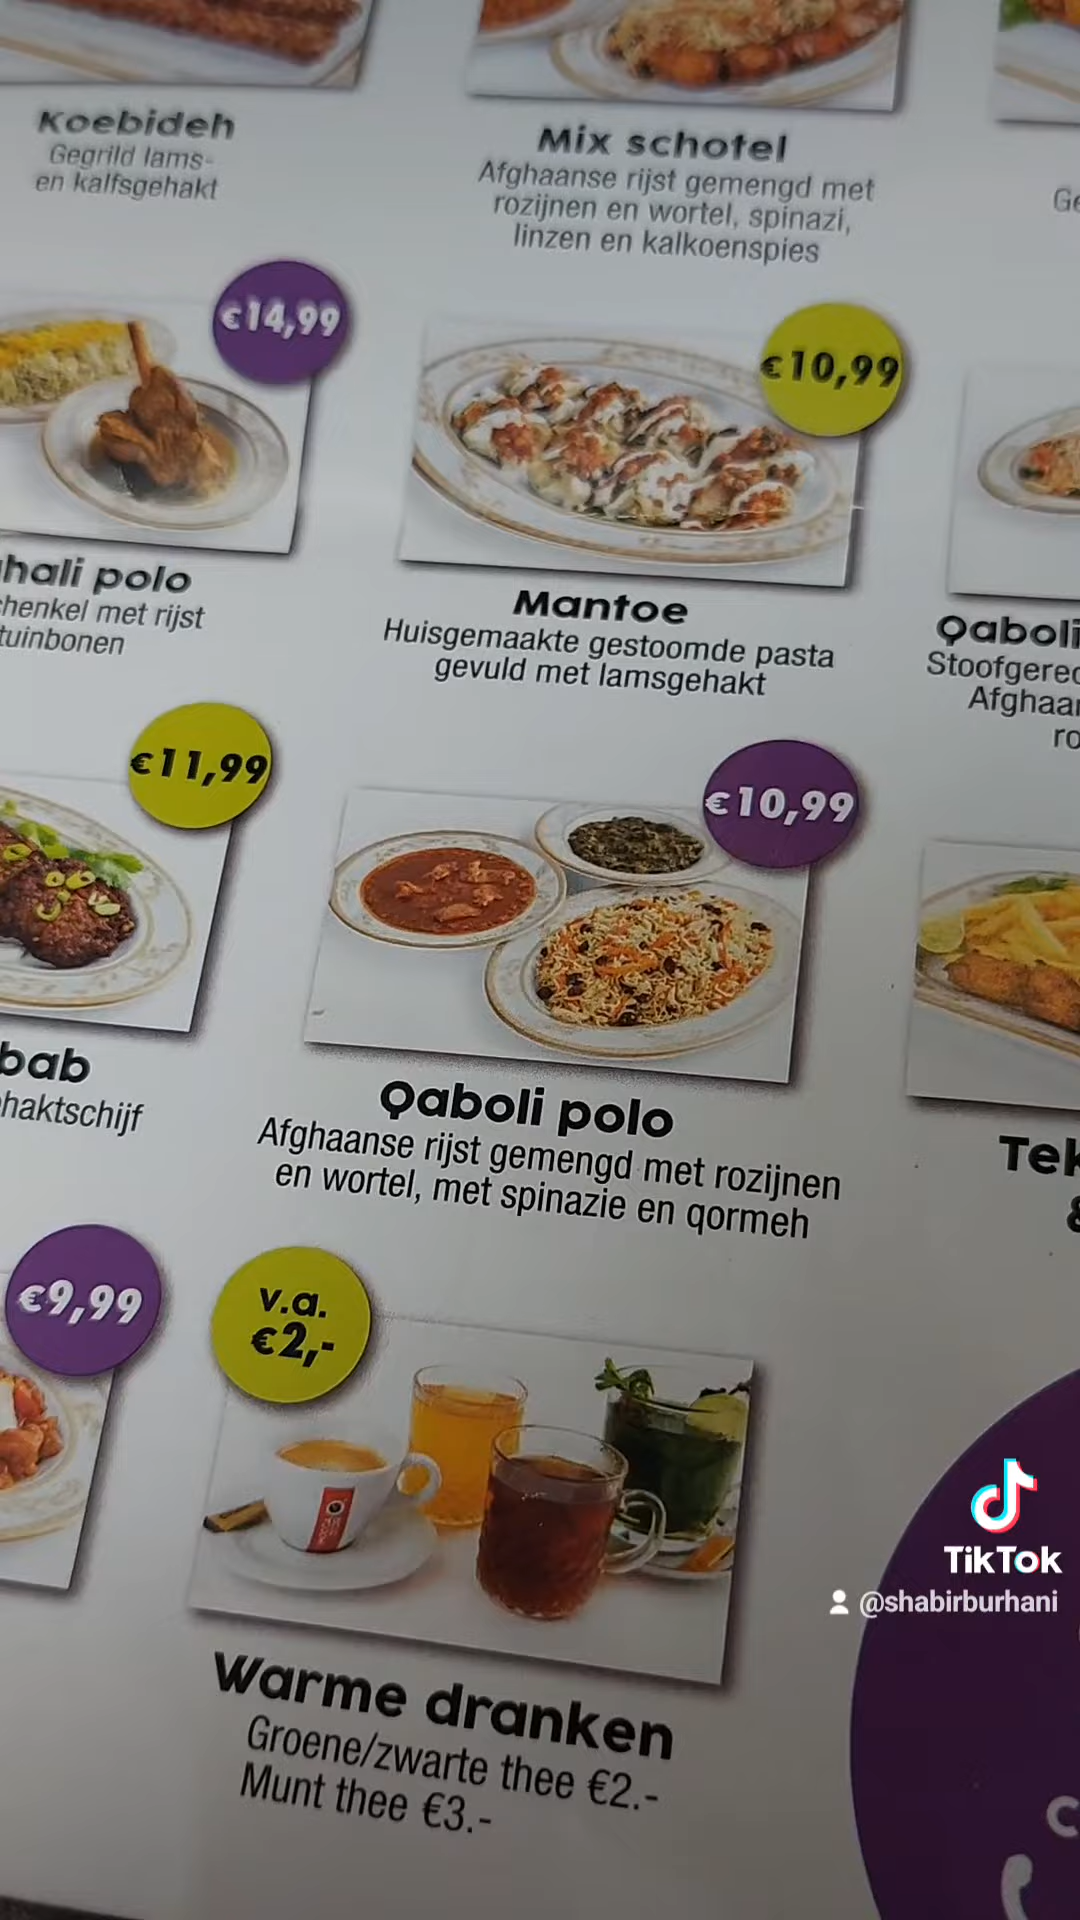 Koebideh
Gegrild lams-
en kalfsgehakt
Mix schotel
Afghaanse rijst gemengd met
rozijnen en wortel, spinazi,
linzen en kalkoenspies
€14,99
€10,99
hali polo
henkel met rijst
tuinbonen
Mantoe
Huisgemaakte gestoomde pasta
gevuld met lamsgehakt
Qaboli
Stoofgerec
Afghaan
ro
€11,99
€10,99
bab
haktschijf
Qaboli polo
Afghaanse rijst gemengd met rozijnen
en wortel, met spinazie en qormeh
Tek
&
€9,99
v.a.
€2,-
Warme dranken
Groene/zwarte thee €2.-
Munt thee €3.-
TikTok
@shabirburhani